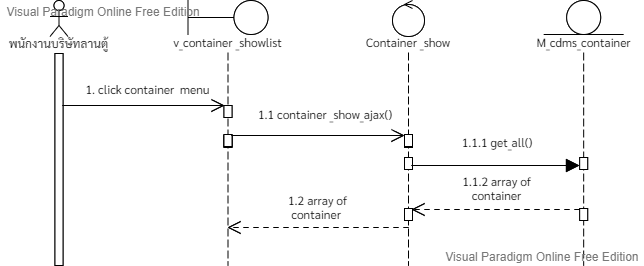 Visual Paradigm Online Free Edition
พนักงานบริษัทลานตู้
v_container_showlist
Container_show
M_cdms_container
1. click container menu
1.1 container_show_ajax()
1.1.1 get_all()
1.1.2 array of
container
1.2 array of
container
Visual Paradigm Online Free Edition